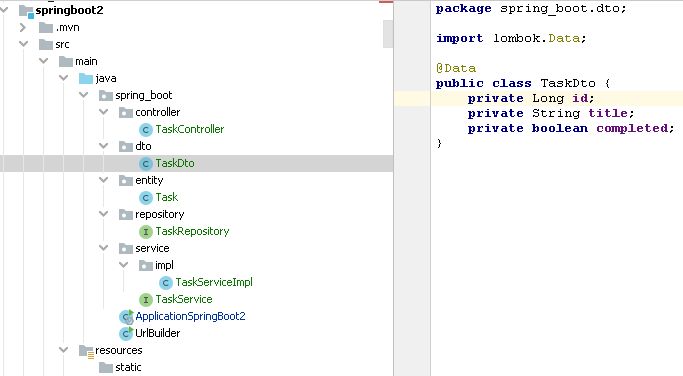 springboot2
.mvn
src
main
java
spring_boot
controller
TaskController
dto
TaskDto
entity
Task
repository
TaskRepository
service
impl
TaskServiceImpl
TaskService
ApplicationSpringBoot2
UrlBuilder
resources
static
package spring_boot.dto;
import lombok.Data;
@Data
public class TaskDto {
private Long id;
private String title;
private boolean completed;
}